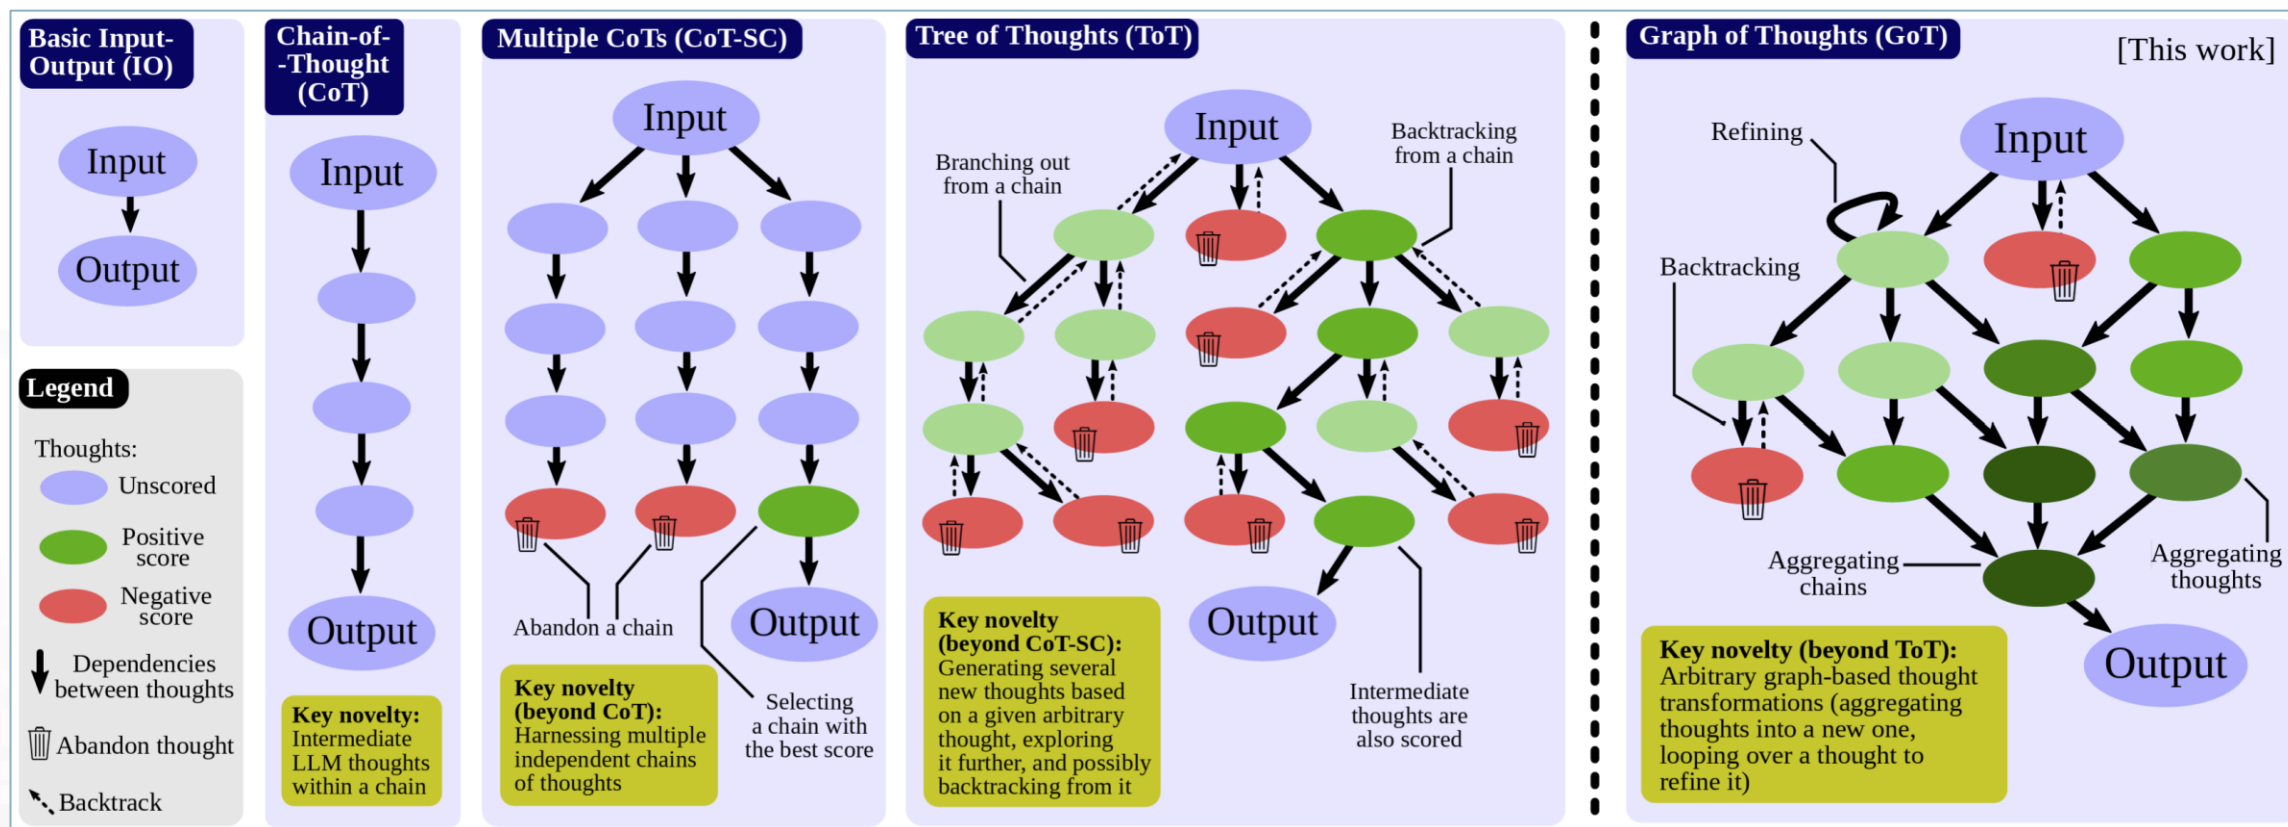 Basic Input-
Output (IO)
Input
Output
Legend
Thoughts:
Unscored
Positive
score
Negative
score
Dependencies
between thoughts
Abandon thought
Backtrack
Chain-of-
-Thought
(CoT)
Input
Output
Key novelty:
Intermediate
LLM thoughts
within a chain
Multiple CoTs (CoT-SC)
Input
Abandon a chain
Output
Key novelty
(beyond CoT):
Harnessing multiple
independent chains
of thoughts
Selecting
a chain with
the best score
Tree of Thoughts (ToT)
Input
Branching out
from a chain
Backtracking
from a chain
Output
Key novelty
(beyond CoT-SC):
Generating several
new thoughts based
on a given arbitrary
thought, exploring
it further, and possibly
backtracking from it
Intermediate
thoughts are
also scored
Graph of Thoughts (GoT)
[This work]
Refining
Input
Backtracking
Aggregating
chains
Aggregating
thoughts
Output
Key novelty (beyond ToT):
Arbitrary graph-based thought
transformations (aggregating
thoughts into a new one,
looping over a thought to
refine it)